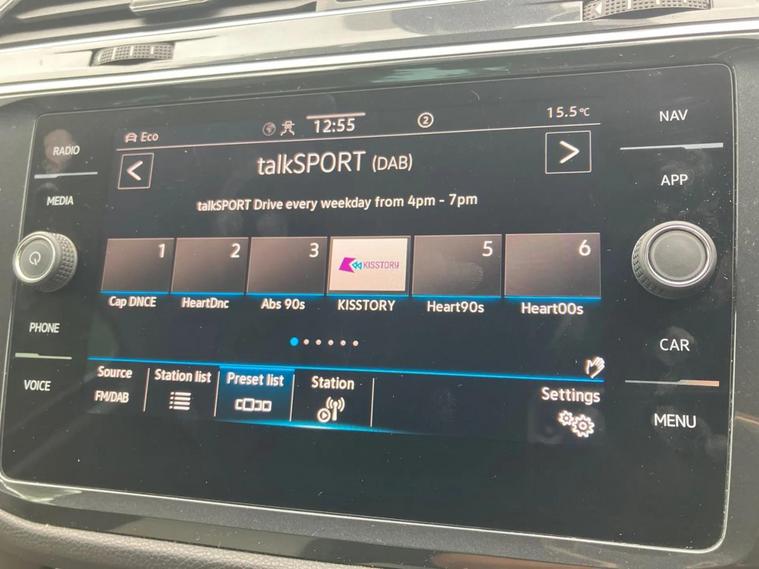 RADIO
MEDIA
PHONE
VOICE
Eco
12:55
2
15.5°C
talkSPORT (DAB)
talkSPORT Drive every weekday from 4pm - 7pm
1 2 3 KISSTORY 5 6
Cap DNCE HeartDnc Abs 90s KISSTORY Heart90s Heart00s
Source Station list Preset list Station Settings
FM/DAB
NAV
APP
CAR
MENU